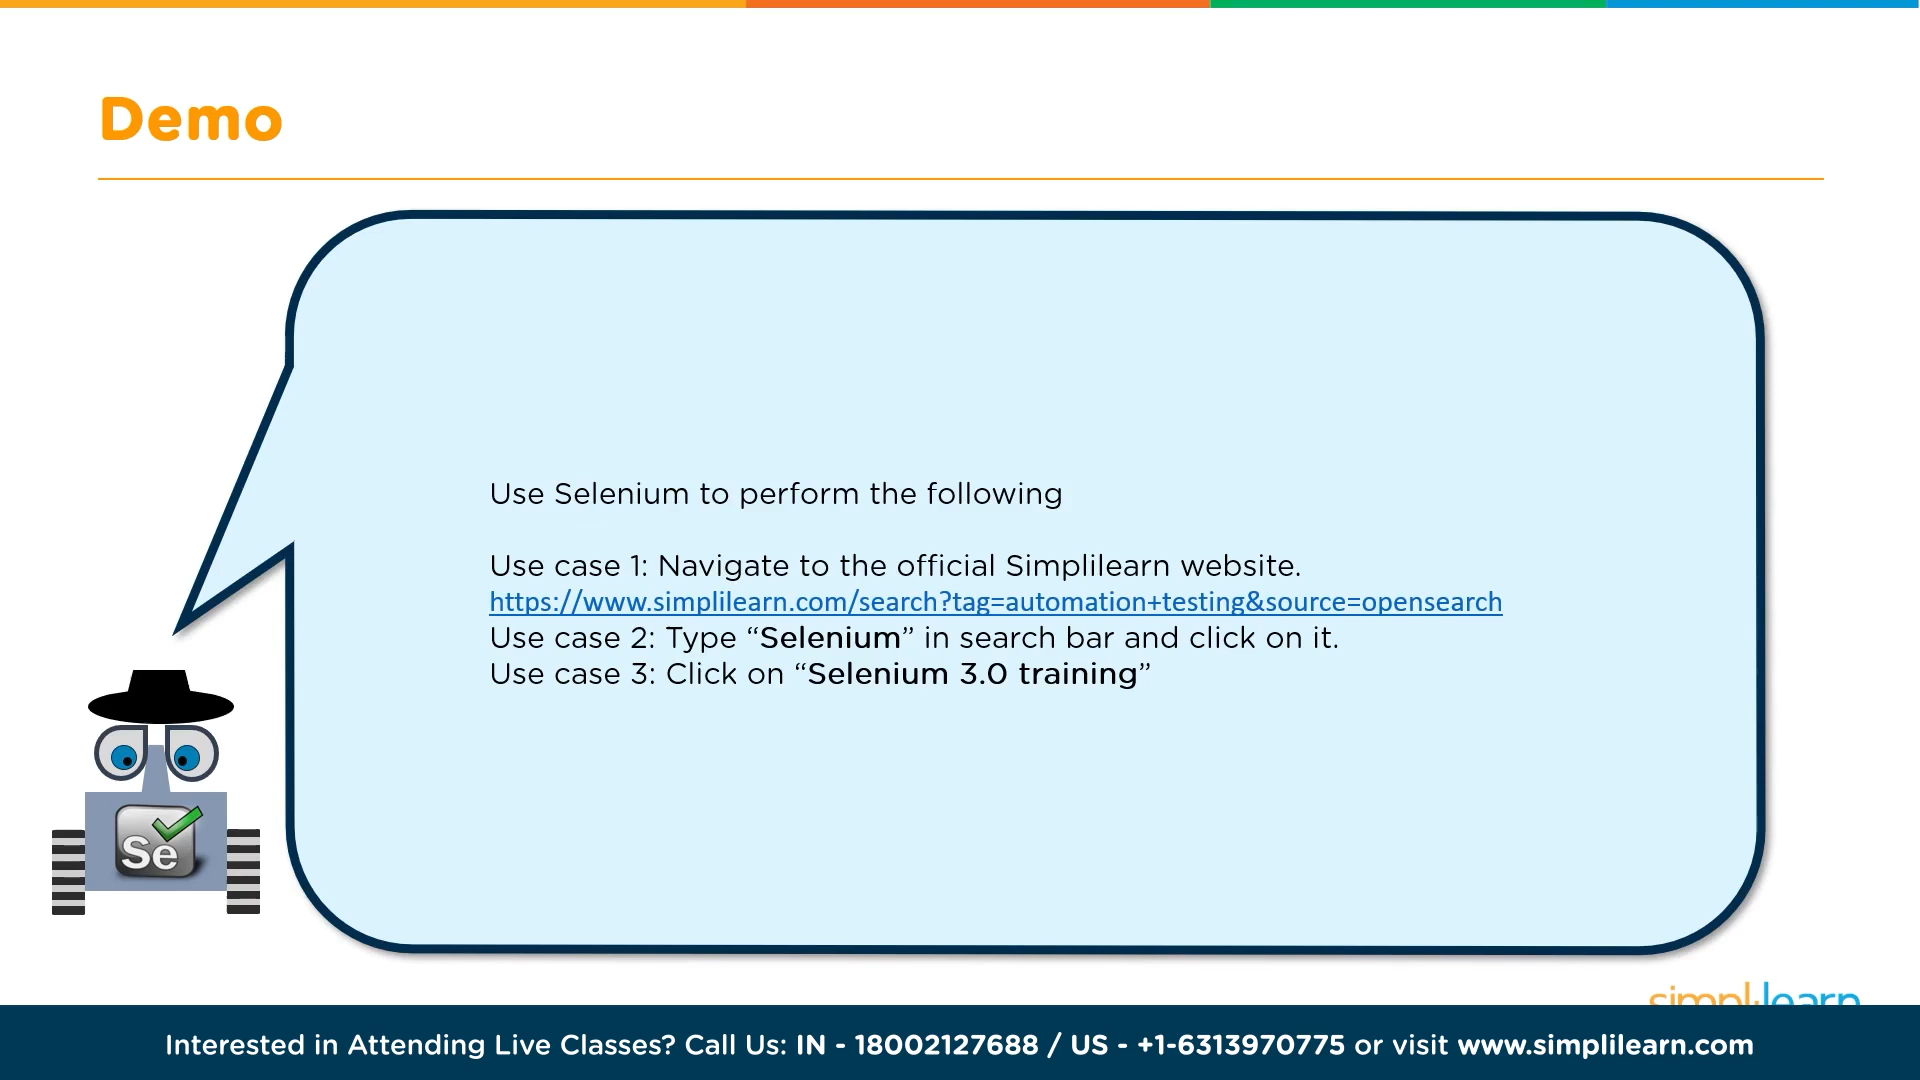 Demo
Use Selenium to perform the following
Use case 1: Navigate to the official Simplilearn website.
https://www.simplilearn.com/search?tag=automation+testing&source=opensearch
Use case 2: Type “Selenium” in search bar and click on it.
Use case 3: Click on “Selenium 3.0 training”
Se
simplilearn
Interested in Attending Live Classes? Call Us: IN - 18002127688 / US - +1-6313970775 or visit www.simplilearn.com